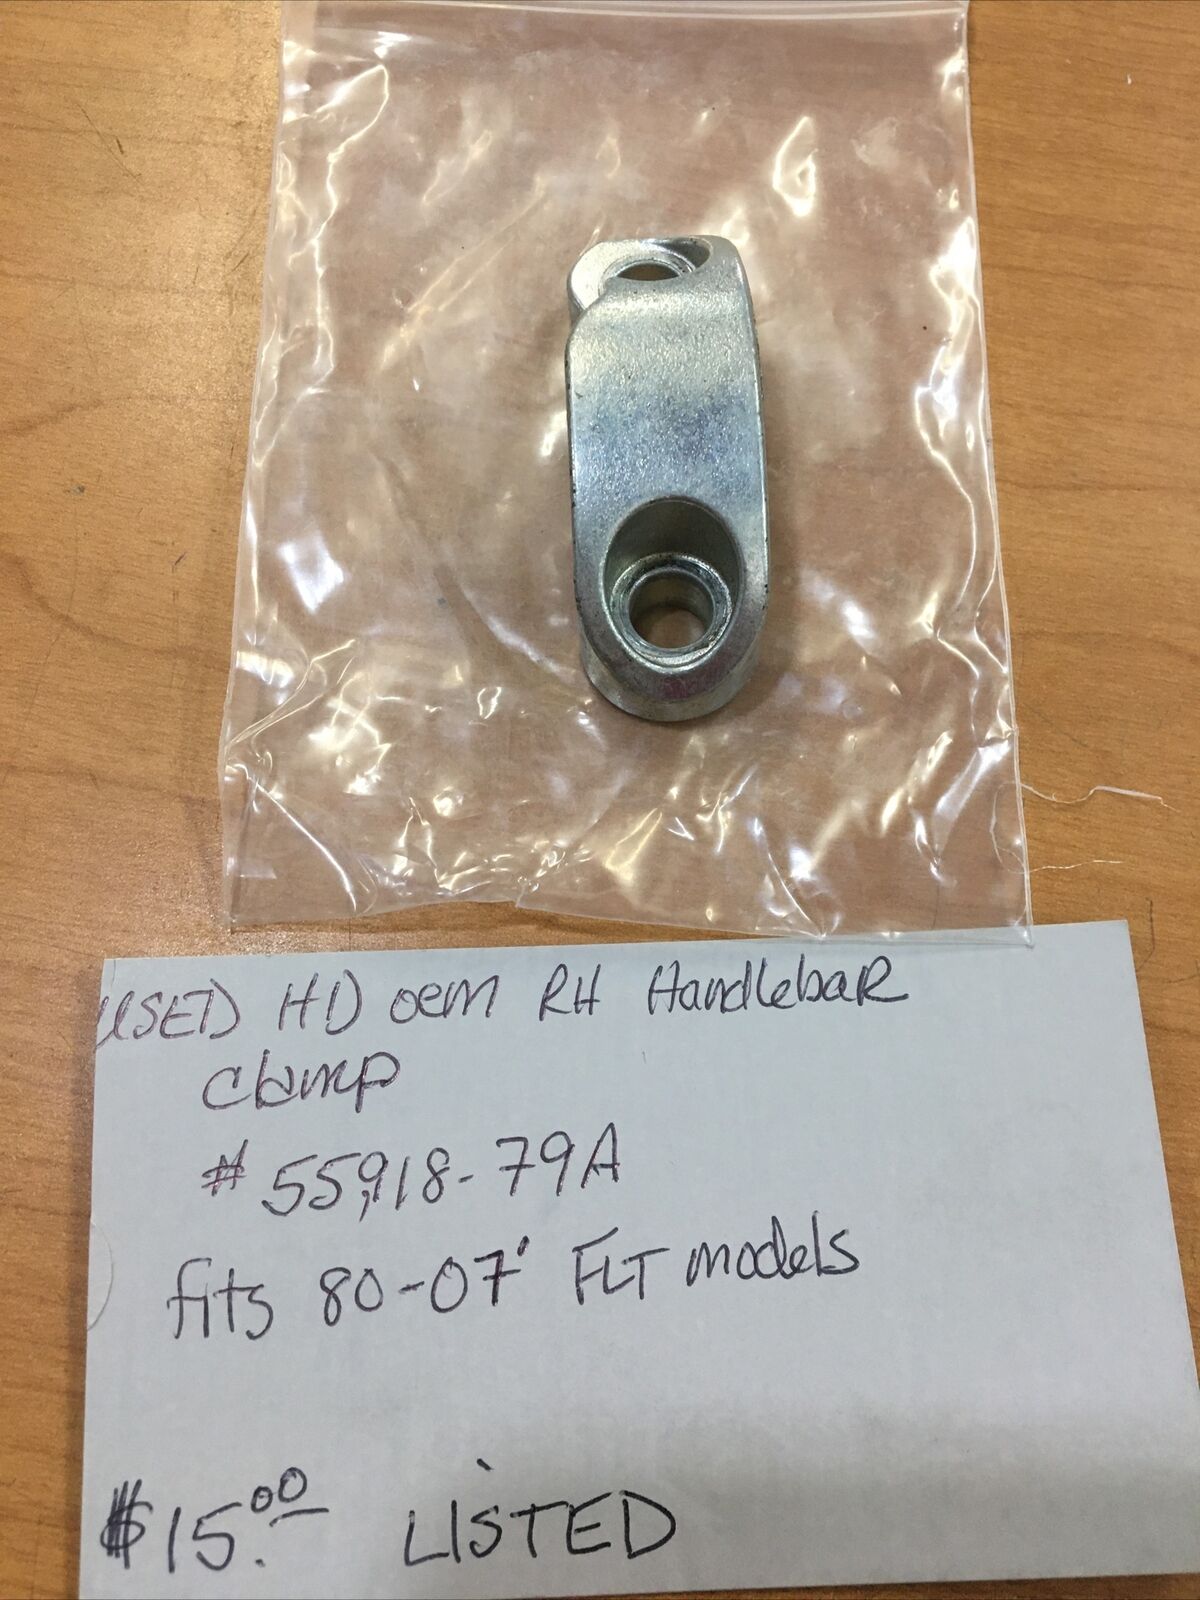 USED HD oem RH HandlebaR
clamp
# 55918-79A
fits 80-07' FLT models
$15.00 LiSTED